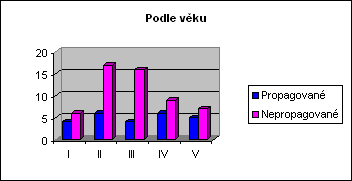 Podle věku
20
15
10
5
0
I II III IV V
Propagované
Nepropagované